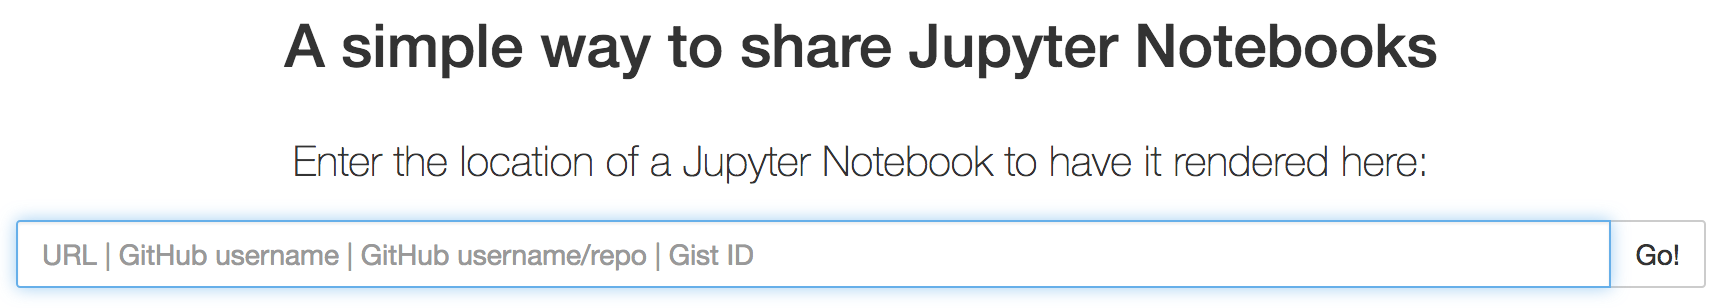 A simple way to share Jupyter Notebooks
Enter the location of a Jupyter Notebook to have it rendered here:
URL | GitHub username | GitHub username/repo | Gist ID
Go!